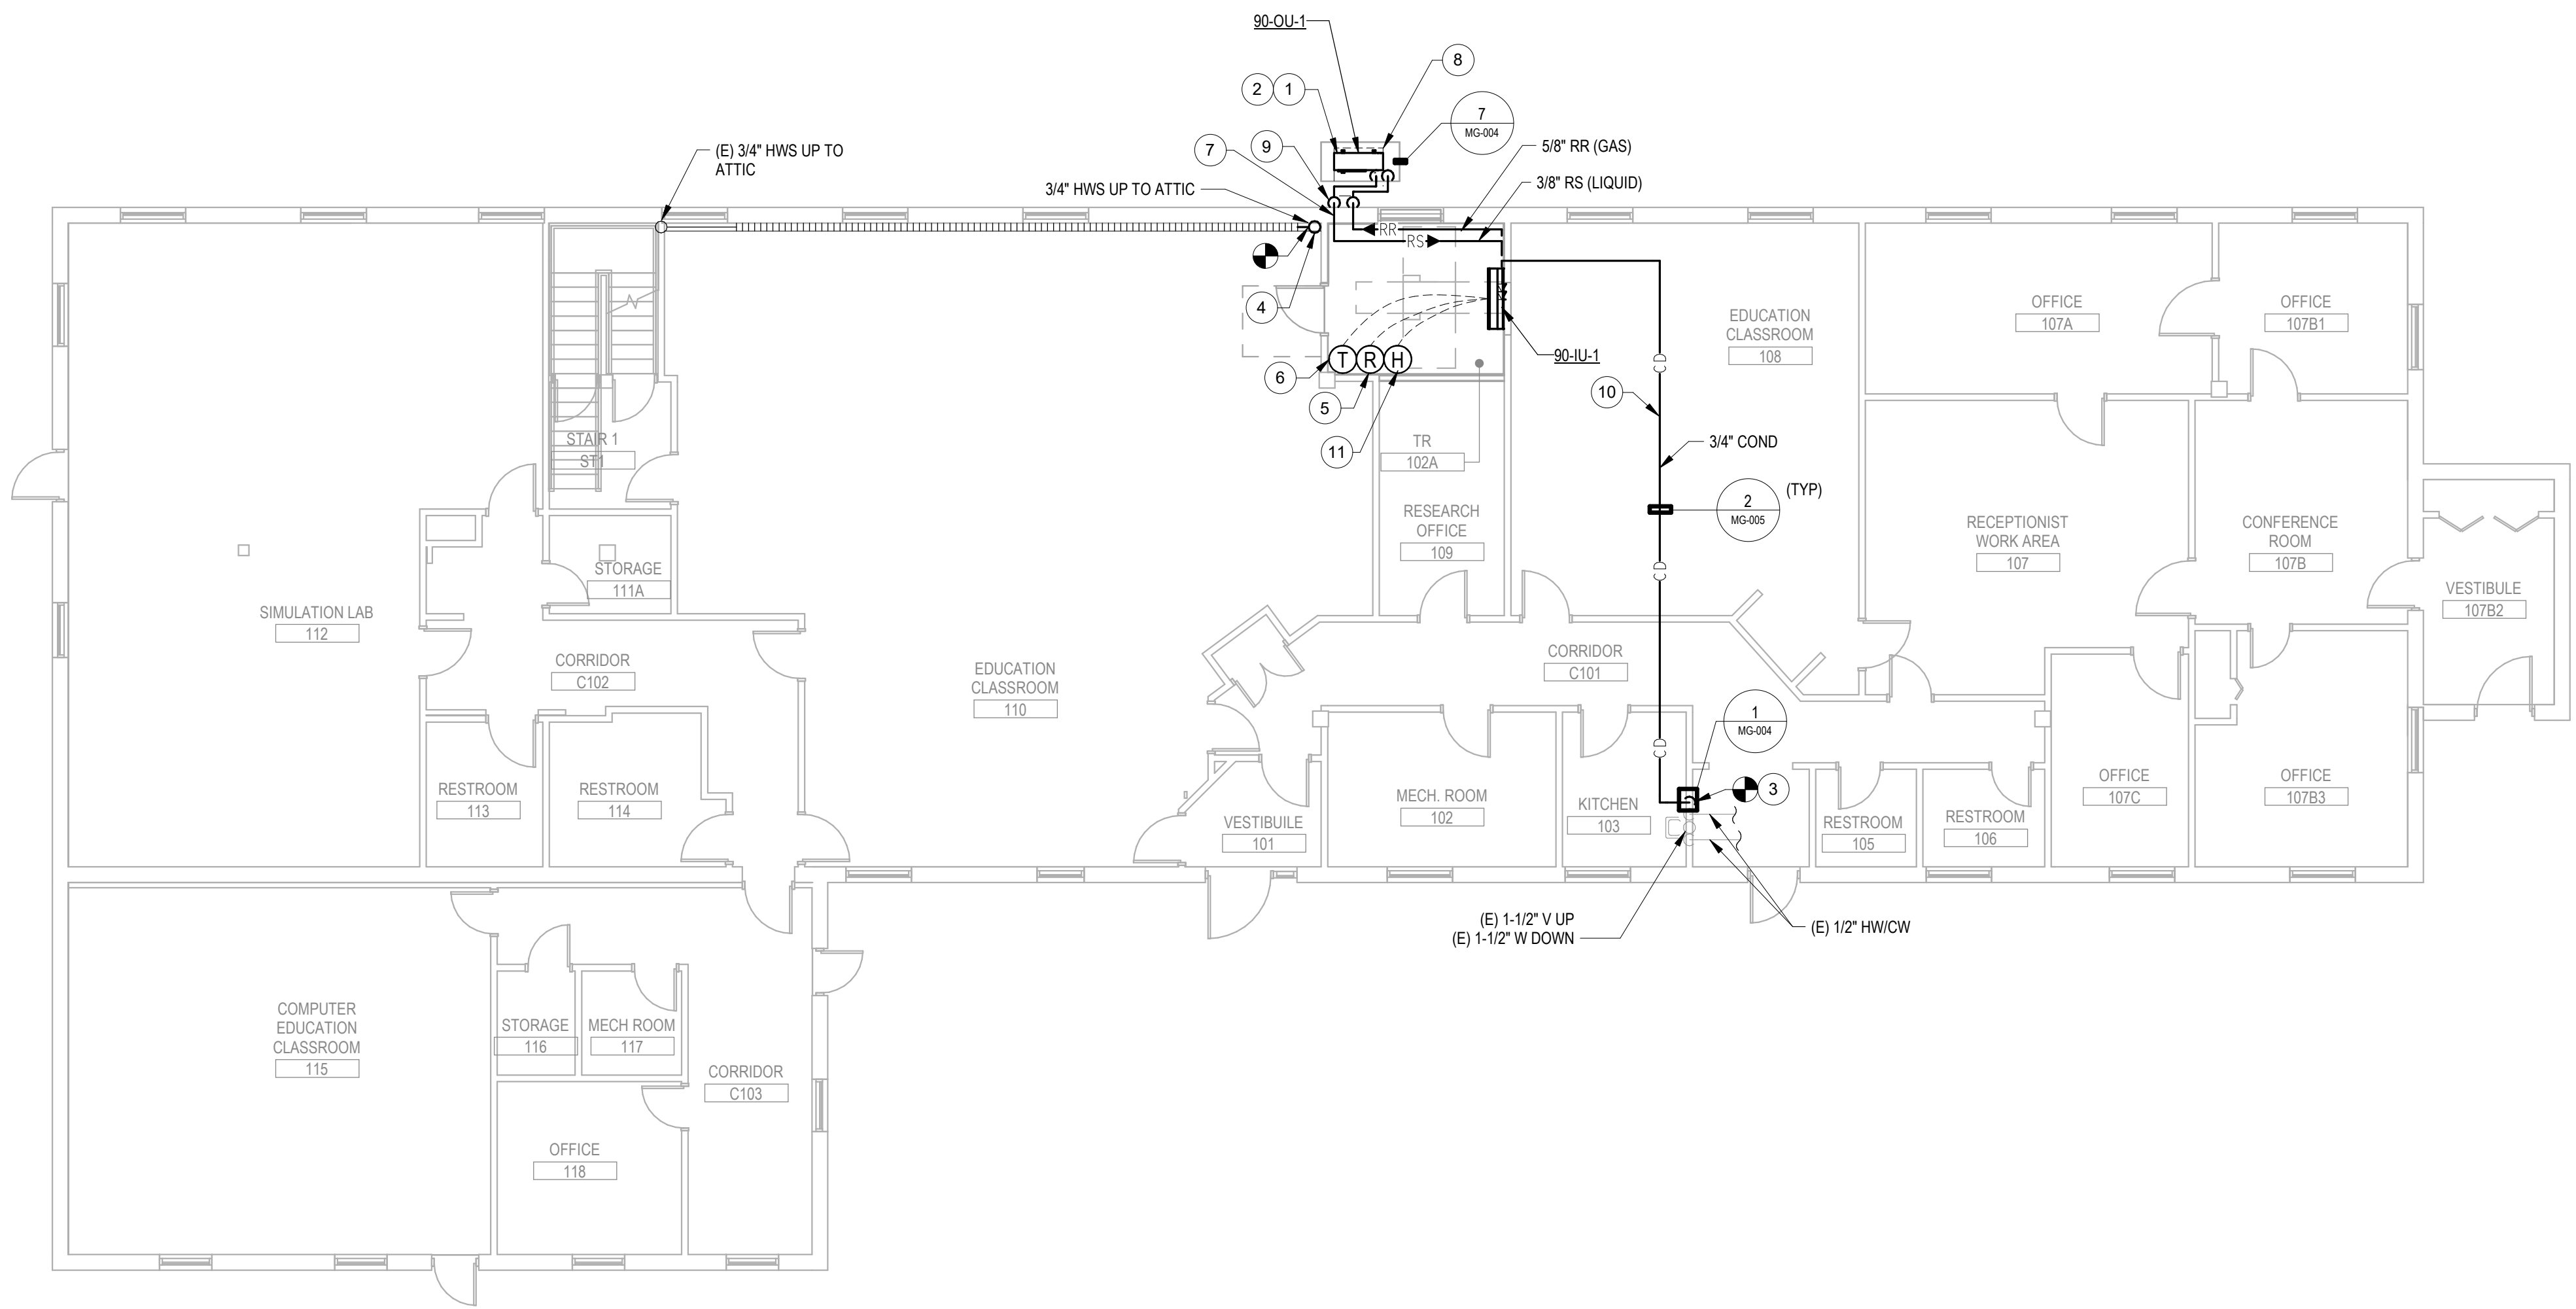 90-OU-1
8
2
1
7
MG-004
9
7
5/8" RR (GAS)
(E) 3/4" HWS UP TO
ATTIC
3/4" HWS UP TO ATTIC
3/8" RS (LIQUID)
RR
RS
4
OFFICE
107A
OFFICE
107B1
EDUCATION
CLASSROOM
108
90-IU-1
T
R
H
6
5
11
10
STAIR 1
ST1
TR
102A
3/4" COND
CD
2
MG-005
(TYP)
RESEARCH
OFFICE
109
RECEPTIONIST
WORK AREA
107
CONFERENCE
ROOM
107B
STORAGE
111A
CD
VESTIBULE
107B2
SIMULATION LAB
112
CORRIDOR
C102
EDUCATION
CLASSROOM
110
CORRIDOR
C101
1
MG-004
CD
3
RESTROOM
113
RESTROOM
114
MECH. ROOM
102
KITCHEN
103
VESTIBUILE
101
RESTROOM
105
RESTROOM
106
OFFICE
107C
OFFICE
107B3
(E) 1-1/2" V UP
(E) 1-1/2" W DOWN
(E) 1/2" HW/CW
COMPUTER
EDUCATION
CLASSROOM
115
STORAGE
116
MECH ROOM
117
CORRIDOR
C103
OFFICE
118